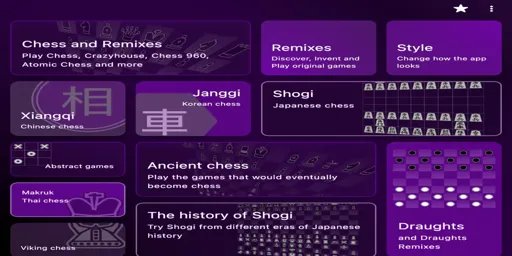 Chess and Remixes
Play Chess, Crazyhouse, Chess 960,
Atomic Chess and more
Remixes
Discover, Invent and
Play original games
Style
Change how the app
looks
相
Xiangqi
Chinese chess
Janggi
Korean chess
車
Shogi
Japanese chess
Abstract games
Ancient chess
Play the games that would eventually
become chess
Makruk
Thai chess
The history of Shogi
Try Shogi from different eras of Japanese
history
Viking chess
Draughts
and Draughts
Remixes